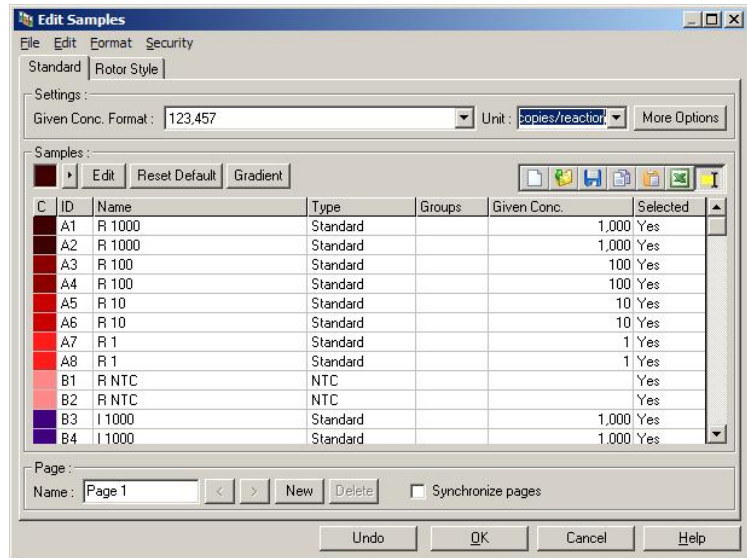 Edit Samples
File Edit Format Security
Standard Rotor Style
Settings :
Given Conc. Format : 123,457 Unit : copies/reaction More Options
Samples :
Edit Reset Default Gradient
C ID Name Type Groups Given Conc. Selected
A1 R 1000 Standard 1,000 Yes
A2 R 1000 Standard 1,000 Yes
A3 R 100 Standard 100 Yes
A4 R 100 Standard 100 Yes
A5 R 10 Standard 10 Yes
A6 R 10 Standard 10 Yes
A7 R 1 Standard 1 Yes
A8 R 1 Standard 1 Yes
B1 R NTC NTC Yes
B2 R NTC NTC Yes
B3 I 1000 Standard 1,000 Yes
B4 I 1000 Standard 1,000 Yes
Page :
Name : Page 1 < > New Delete Synchronize pages
Undo OK Cancel Help